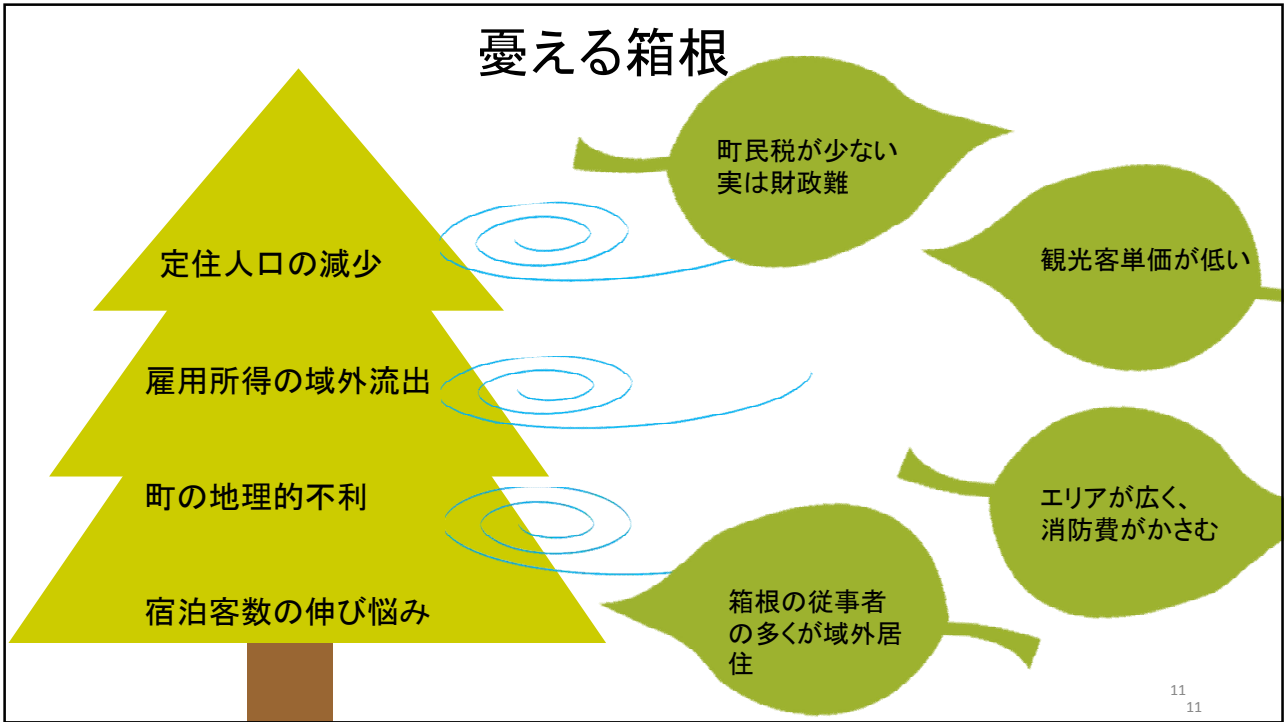 憂える箱根
定住人口の減少
雇用所得の域外流出
町の地理的不利
宿泊客数の伸び悩み
町民税が少ない
実は財政難
観光客単価が低い
エリアが広く、
消防費がかさむ
箱根の従事者
の多くが域外居
住
11
11